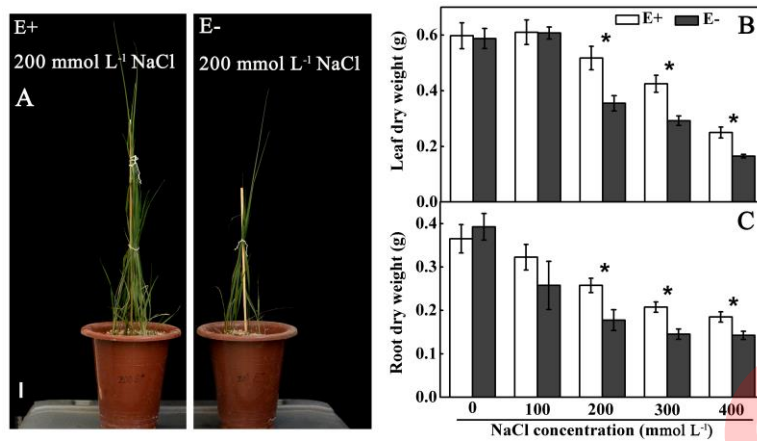 E+
200 mmol L⁻¹ NaCl
A
E-
200 mmol L⁻¹ NaCl
E+ E-
B
Leaf dry weight (g)
0.6
0.4
0.2
0.0
* * *
C
Root dry weight (g)
0.4
0.3
0.2
0.1
0.0
* * *
0 100 200 300 400
NaCl concentration (mmol L⁻¹)